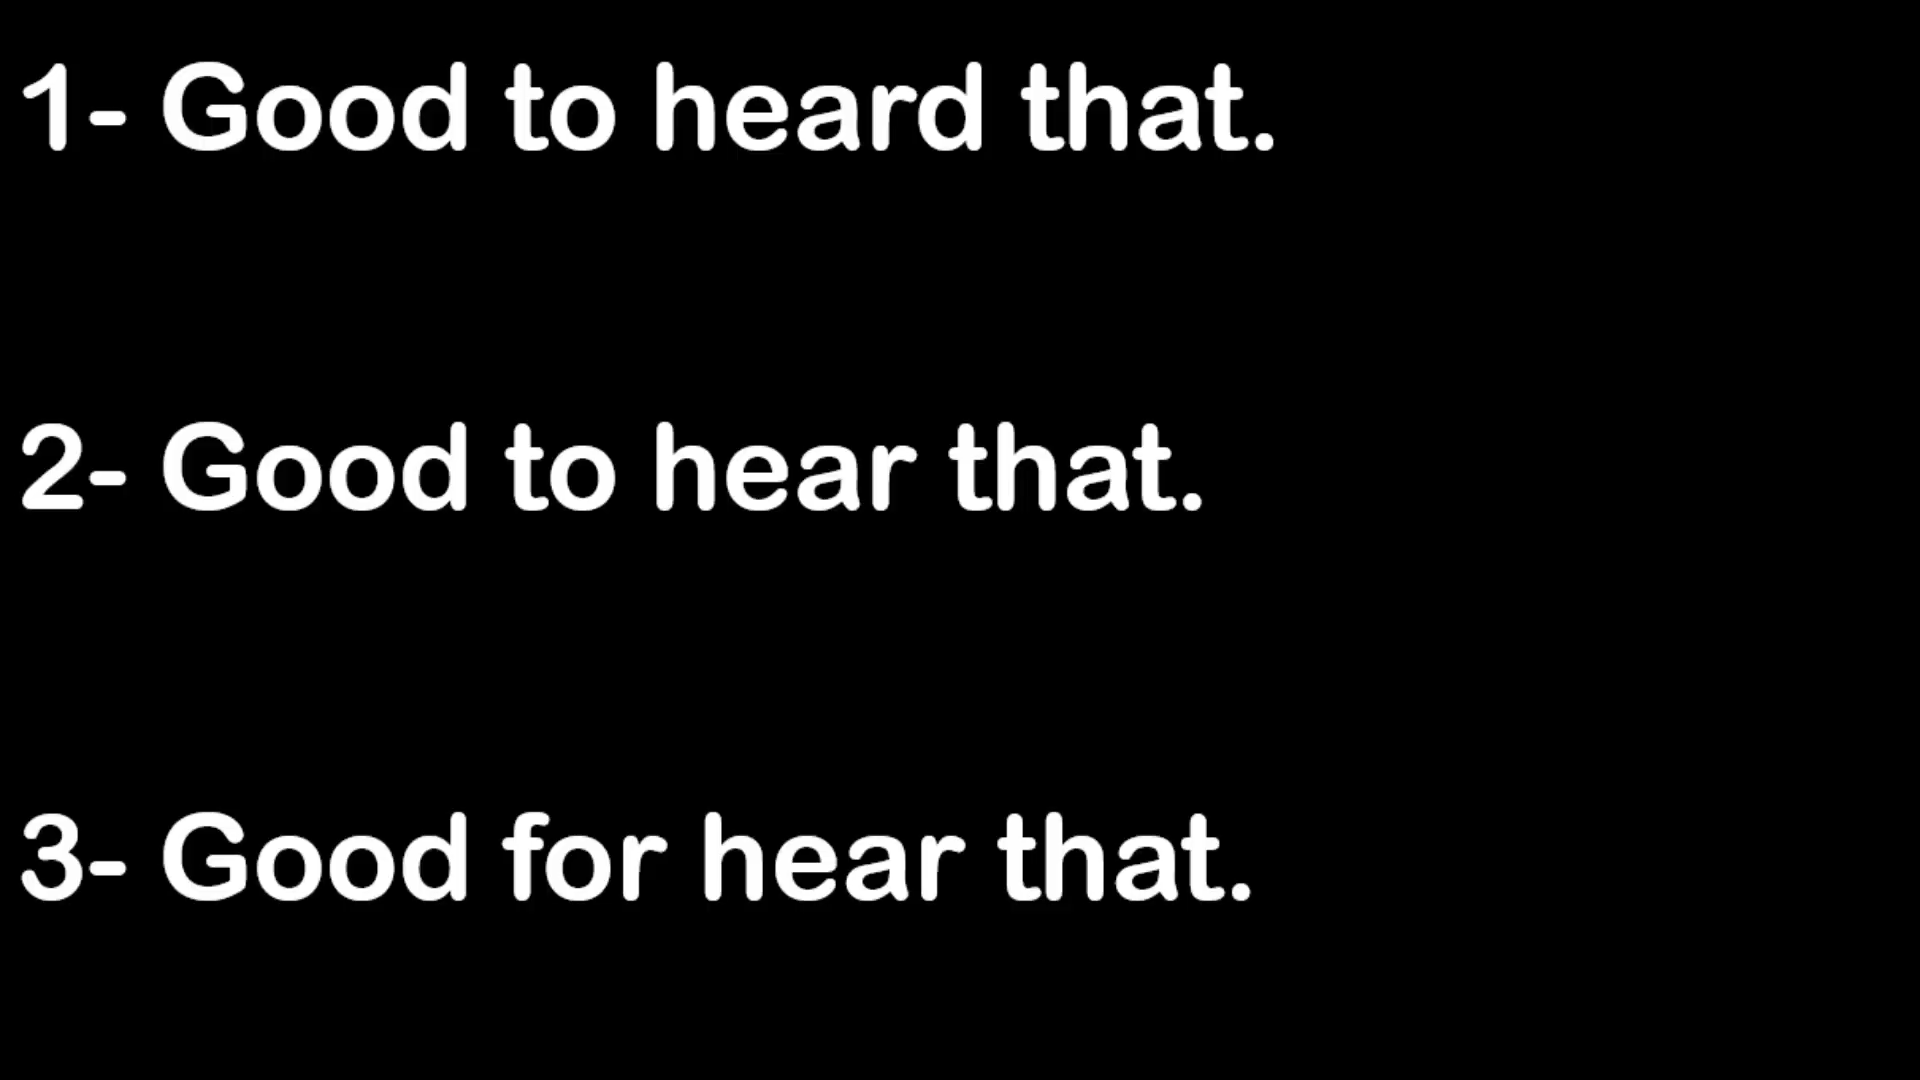 1- Good to heard that.
2- Good to hear that.
3- Good for hear that.